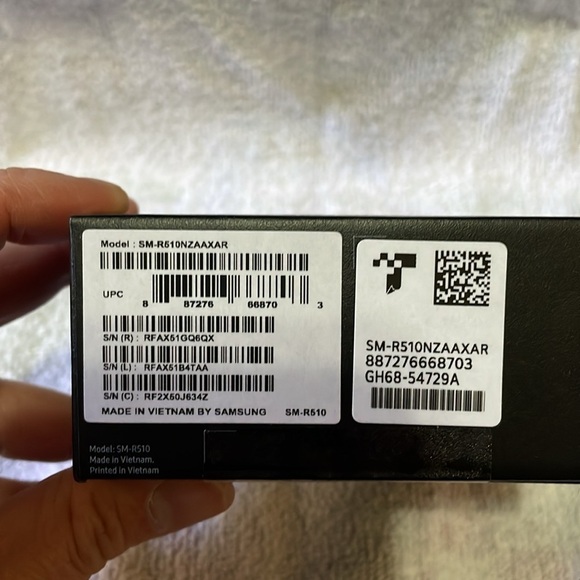 Model : SM-R510NZAAXAR
UPC
8 87276 66870 3
S/N (R) : RFAX51GQ6QX
S/N (L) : RFAX51B4TAA
S/N (C) : RF2X50J634Z
MADE IN VIETNAM BY SAMSUNG SM-R510
Model: SM-R510
Made in Vietnam.
Printed in Vietnam
SM-R510NZAAXAR
887276668703
GH68-54729A